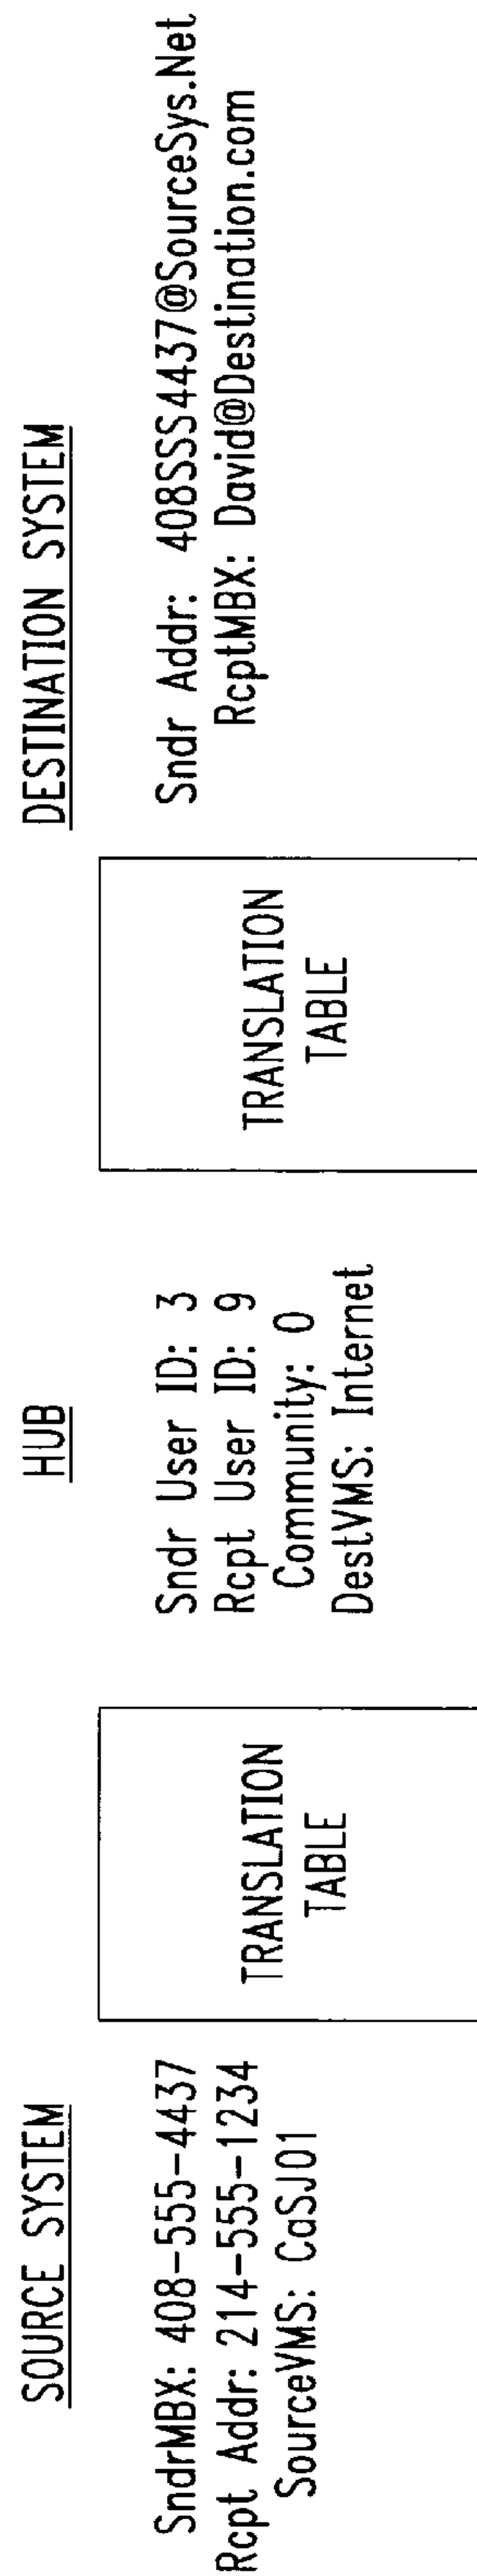 SOURCE SYSTEM
SndrMBX: 408-555-4437
Rcpt Addr: 214-555-1234
SourceVMS: CaSJ01
TRANSLATION
TABLE
HUB
Sndr User ID: 3
Rcpt User ID: 9
Community: 0
DestVMS: Internet
TRANSLATION
TABLE
DESTINATION SYSTEM
Sndr Addr: 408SSS4437@SourceSys.Net
RcptMBX: David@Destination.com